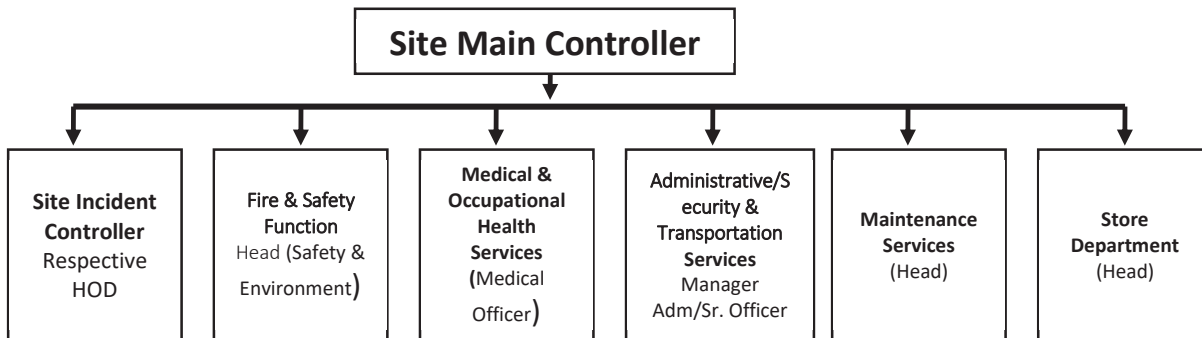 Site Main Controller
Site Incident
Controller
Respective
HOD
Fire & Safety
Function
Head (Safety &
Environment)
Medical &
Occupational
Health
Services
(Medical
Officer)
Administrative/S
ecurity &
Transportation
Services
Manager
Adm/Sr. Officer
Maintenance
Services
(Head)
Store
Department
(Head)